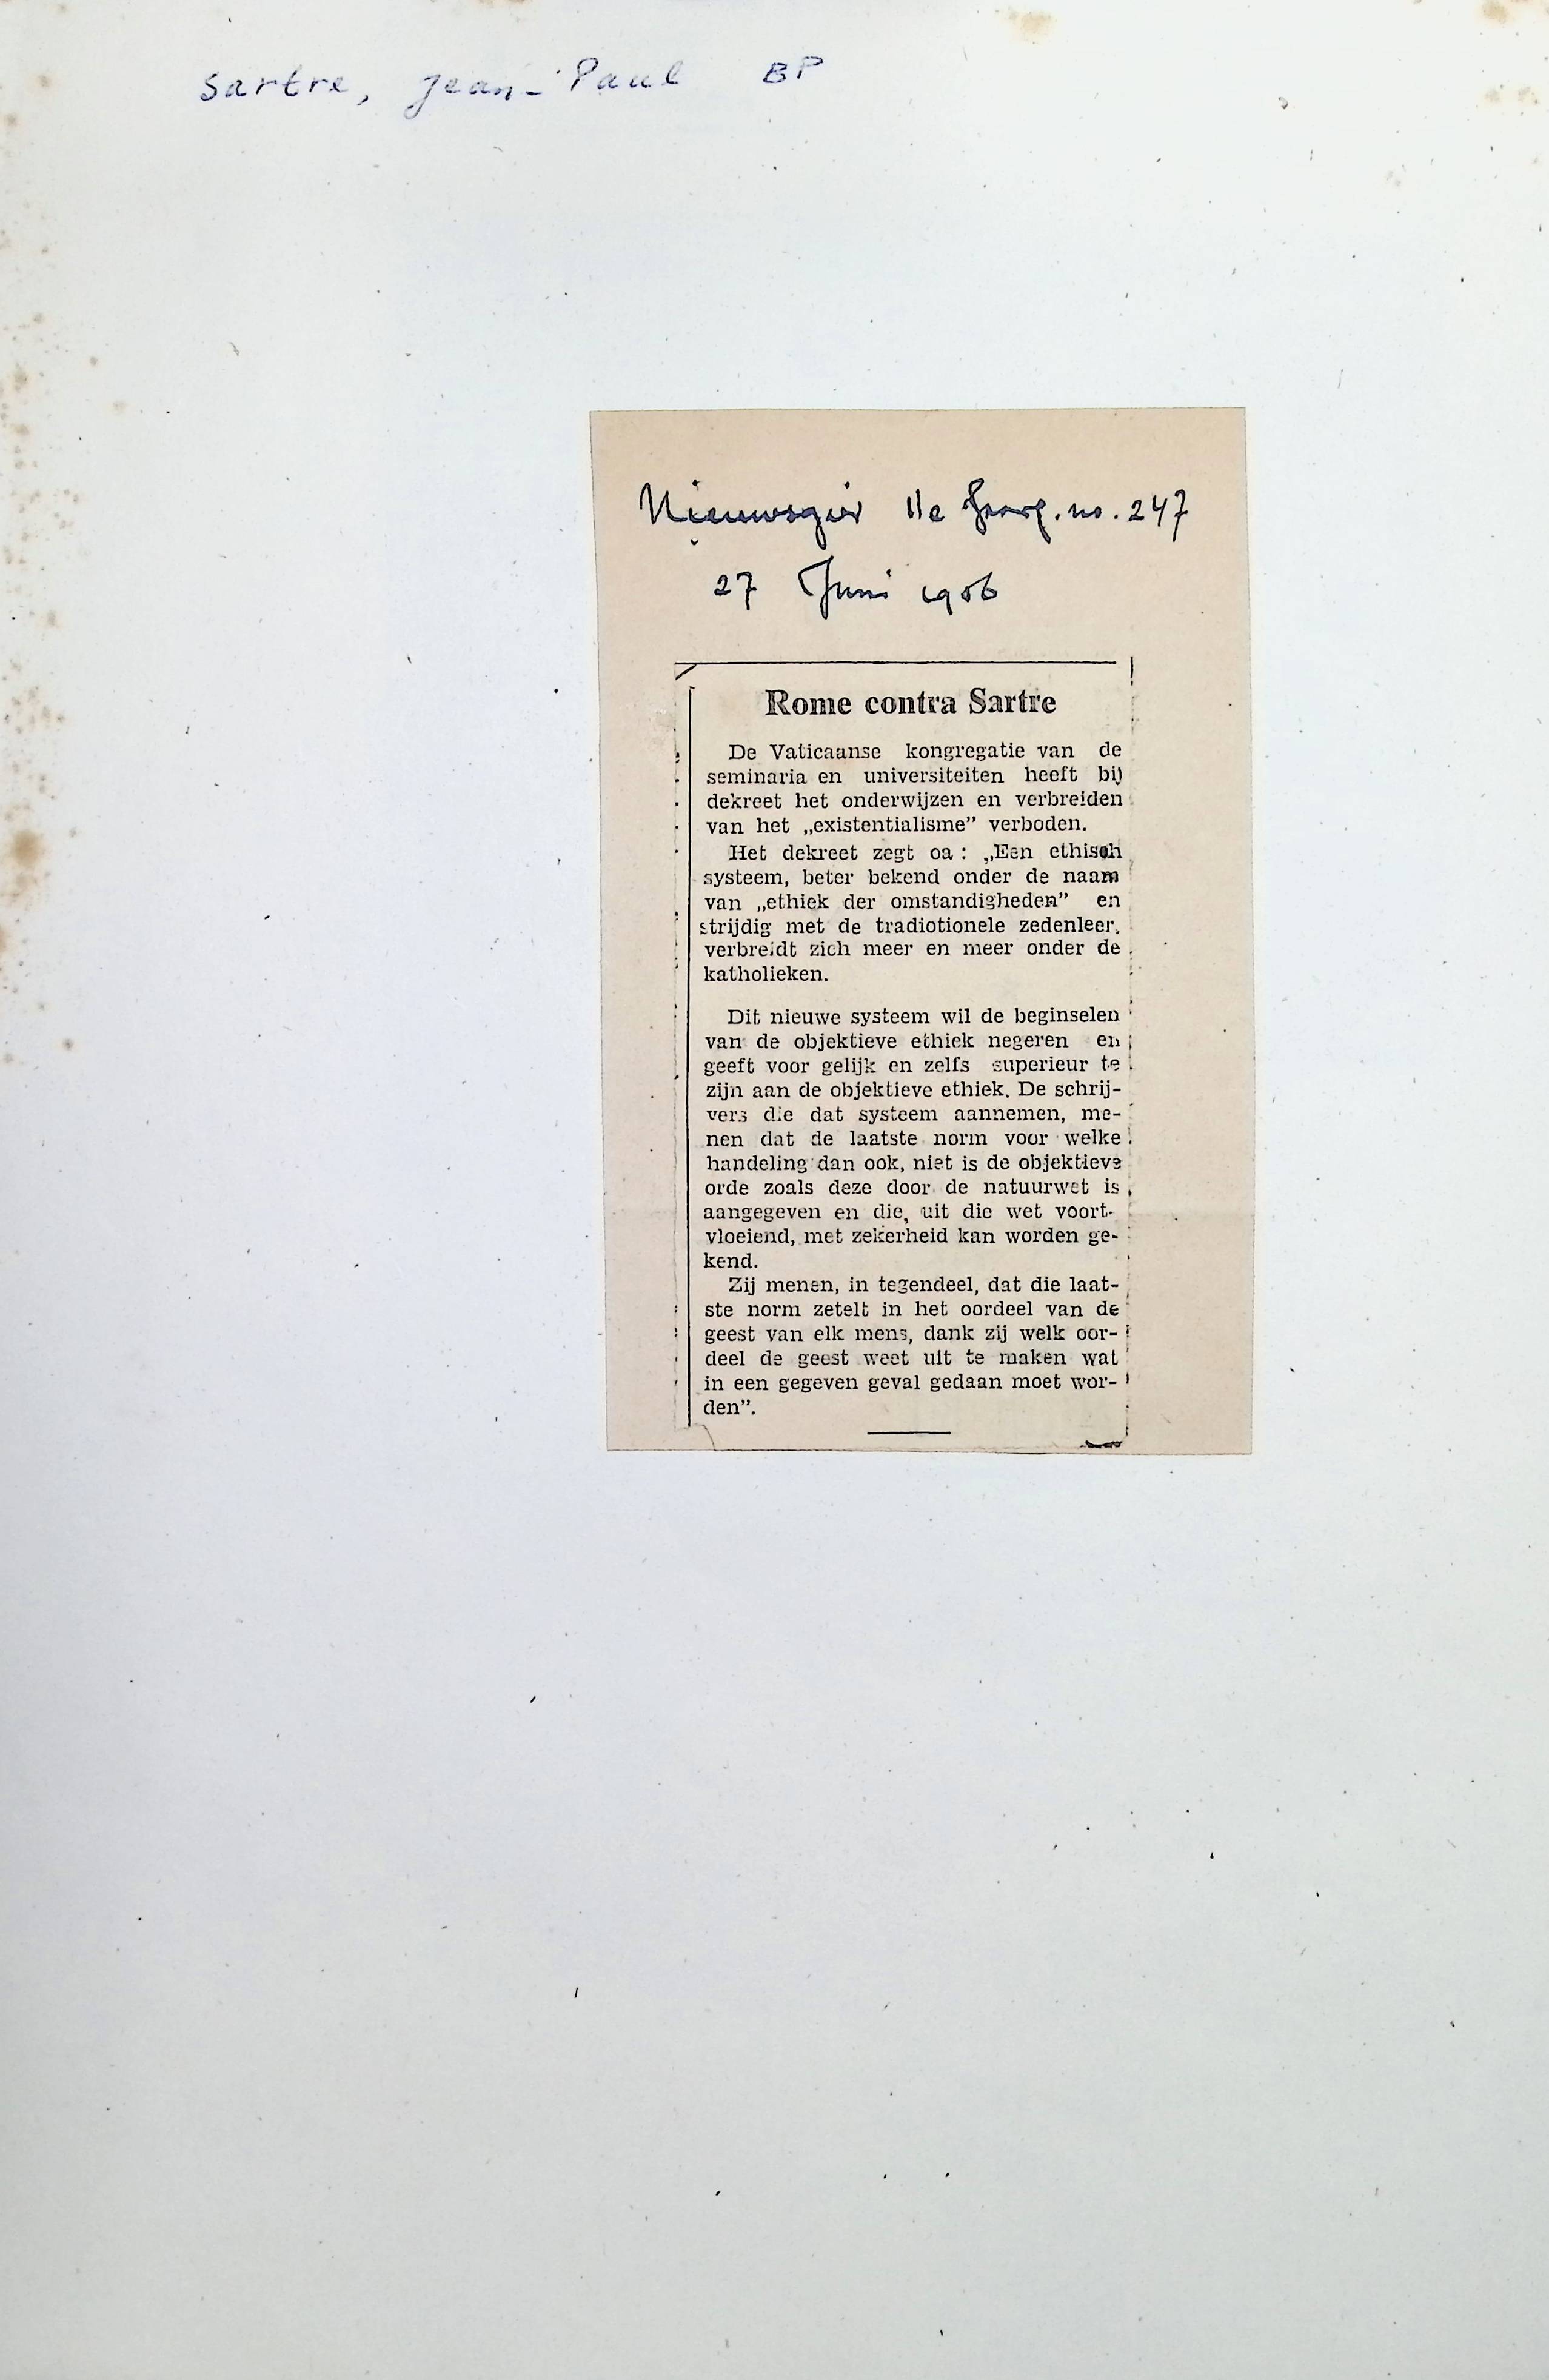 Sartre, Jean-Paul BP
Nieuwsgier 11e Jaarg. no. 247
27 Juni 1956
Rome contra Sartre
De Vaticaanse kongregatie van de
seminaria en universiteiten heeft bij
dekreet het onderwijzen en verbreiden
van het „existentialisme” verboden.
Het dekreet zegt oa : „Een ethisch
systeem, beter bekend onder de naam
van „ethiek der omstandigheden” en
strijdig met de tradiotionele zedenleer,
verbreidt zich meer en meer onder de
katholieken.
Dit nieuwe systeem wil de beginselen
van de objektieve ethiek negeren en
geeft voor gelijk en zelfs superieur te
zijn aan de objektieve ethiek. De schrij-
vers die dat systeem aannemen, me-
nen dat de laatste norm voor welke
handeling dan ook, niet is de objektieve
orde zoals deze door de natuurwet is
aangegeven en die, uit die wet voort-
vloeiend, met zekerheid kan worden ge-
kend.
Zij menen, in tegendeel, dat die laat-
ste norm zetelt in het oordeel van de
geest van elk mens, dank zij welk oor-
deel de geest weet uit te maken wat
in een gegeven geval gedaan moet wor-
den”.